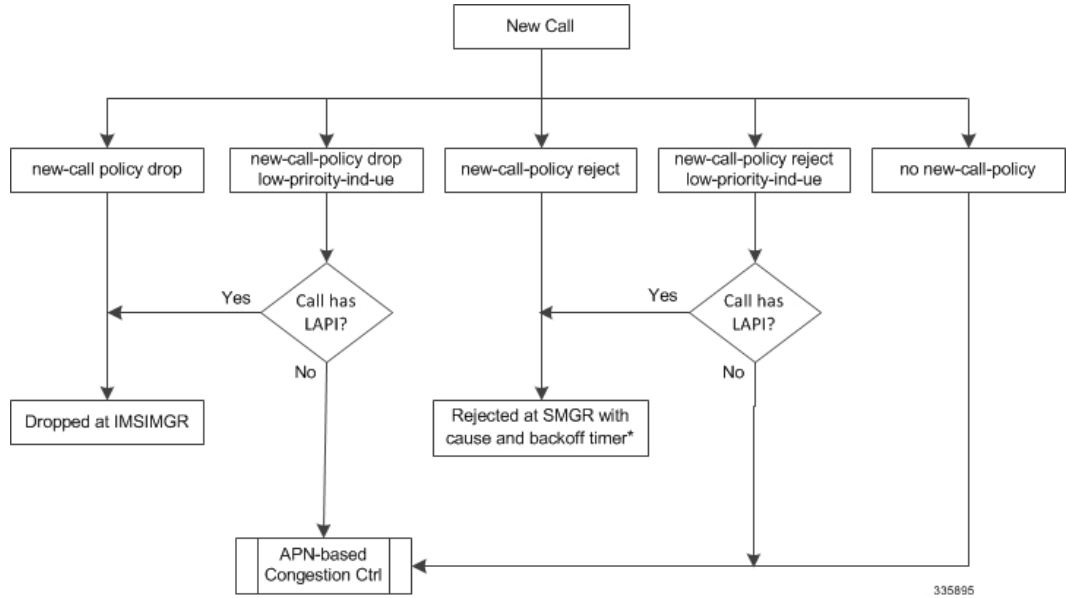 New Call
new-call policy drop
new-call-policy drop
low-priroity-ind-ue
new-call-policy reject
new-call-policy reject
low-priority-ind-ue
no new-call-policy
Yes
Call has
LAPI?
No
Yes
Call has
LAPI?
No
Dropped at IMSIMGR
Rejected at SMGR with
cause and backoff timer*
APN-based
Congestion Ctrl
335895